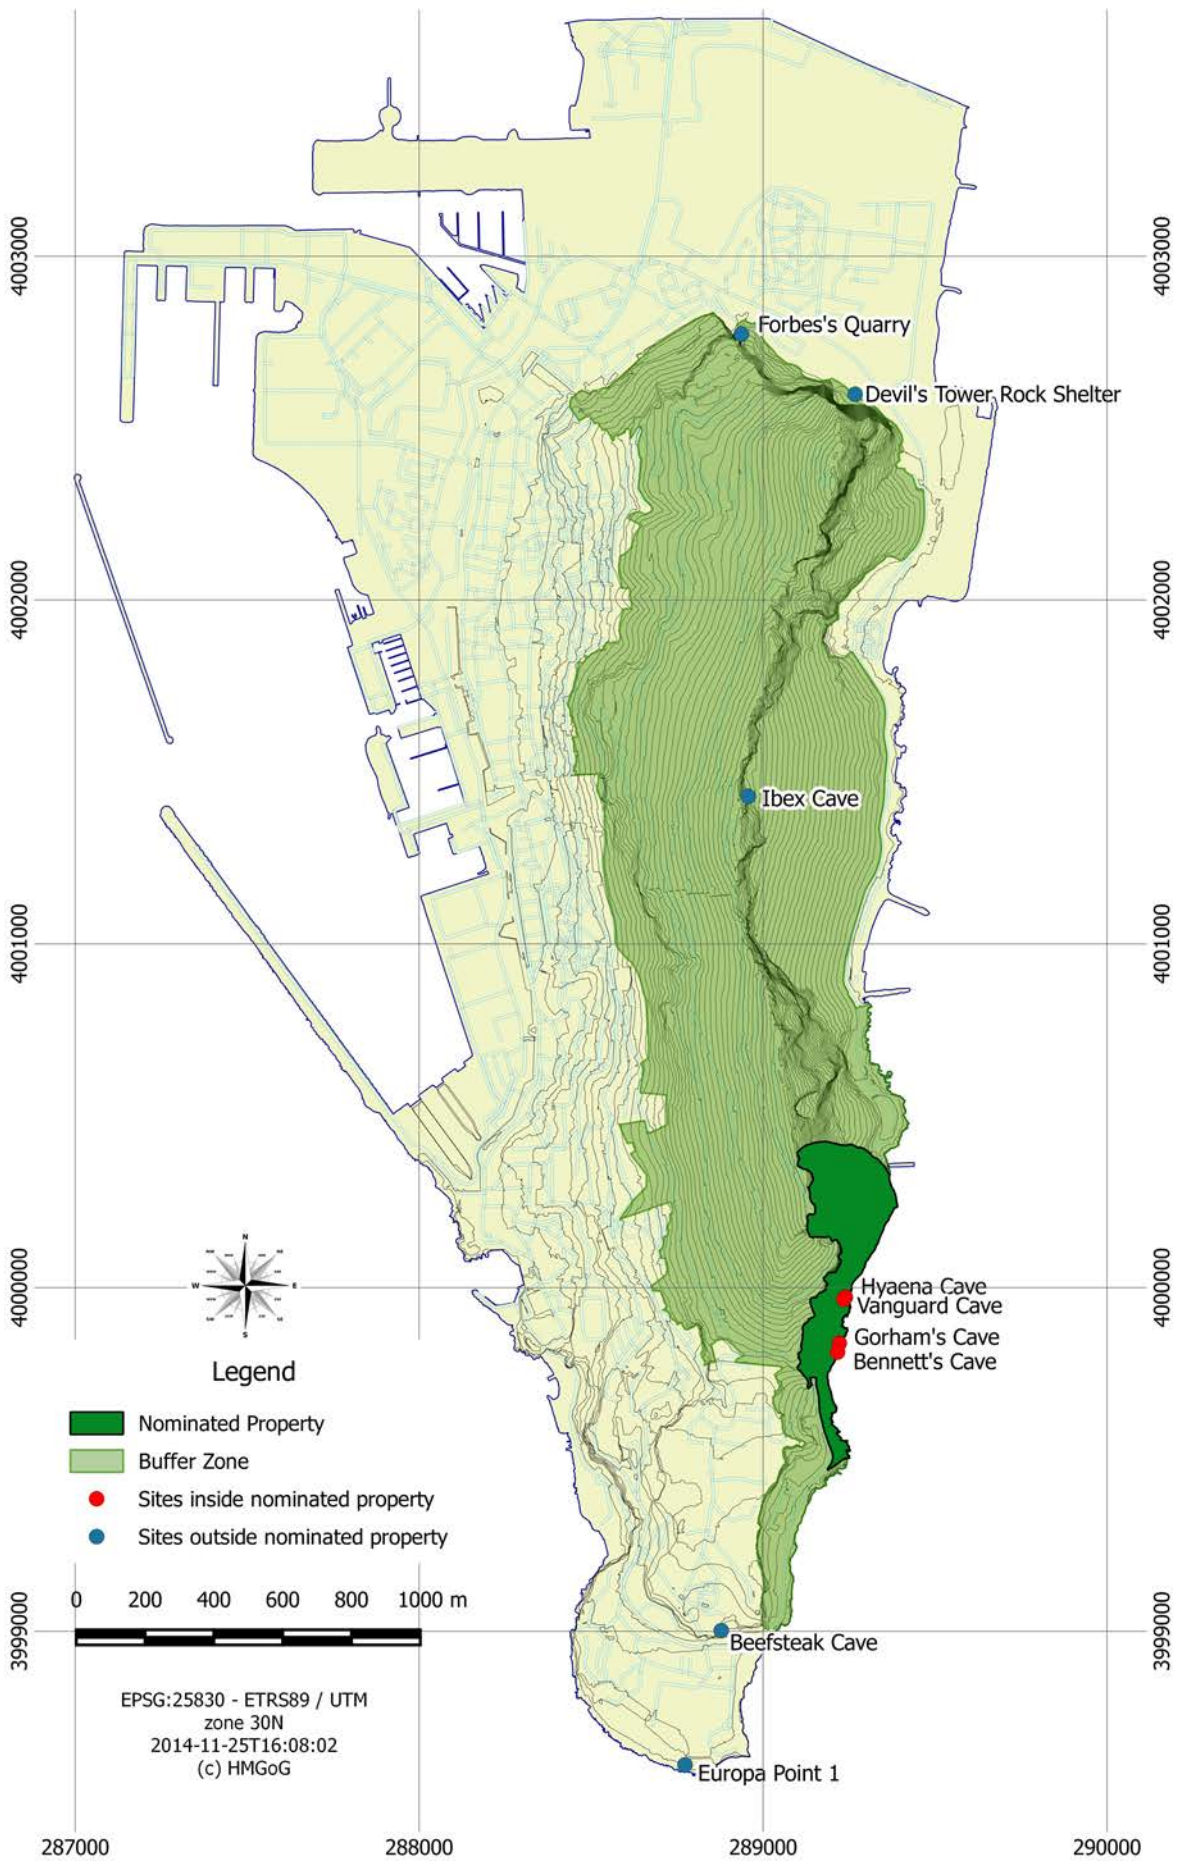 4003000
4003000
Forbes's Quarry
Devil's Tower Rock Shelter
4002000
4002000
Ibex Cave
4001000
4001000
N
W
E
S
4000000
4000000
Hyaena Cave
Vanguard Cave
Gorham's Cave
Bennett's Cave
Legend
Nominated Property
Buffer Zone
Sites inside nominated property
Sites outside nominated property
0 200 400 600 800 1000 m
3999000
3999000
Beefsteak Cave
EPSG:25830 - ETRS89 / UTM
zone 30N
2014-11-25T16:08:02
(c) HMGoG
Europa Point 1
287000
288000
289000
290000